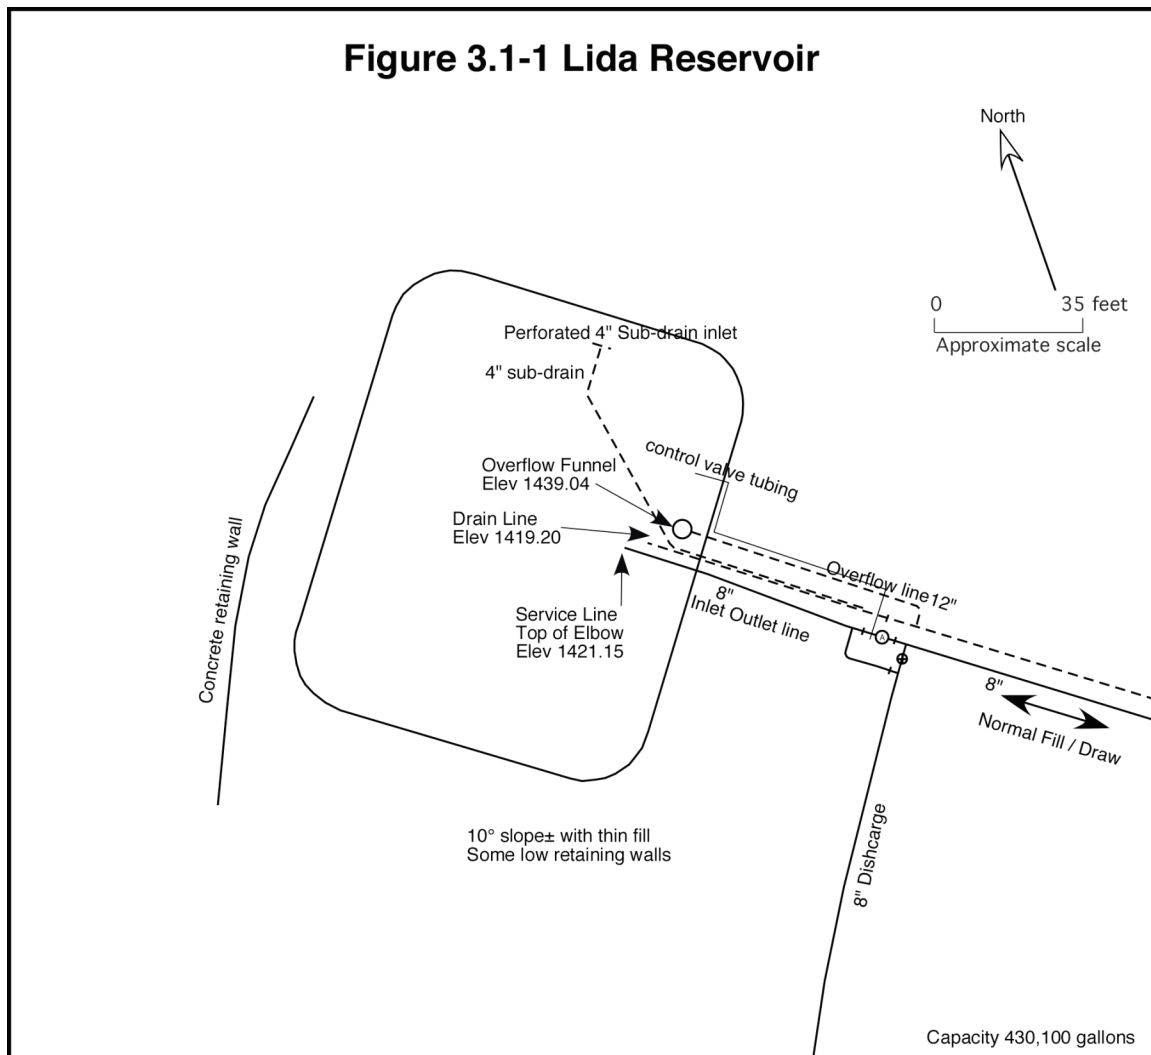 Figure 3.1-1 Lida Reservoir
North
0 35 feet
Approximate scale
Perforated 4" Sub-drain inlet
4" sub-drain
control valve tubing
Overflow Funnel
Elev 1439.04
Drain Line
Elev 1419.20
Concrete retaining wall
Overflow line12"
8"
Inlet Outlet line
Service Line
Top of Elbow
Elev 1421.15
A
8"
Normal Fill / Draw
10° slope± with thin fill
Some low retaining walls
8" Dishcarge
Capacity 430,100 gallons